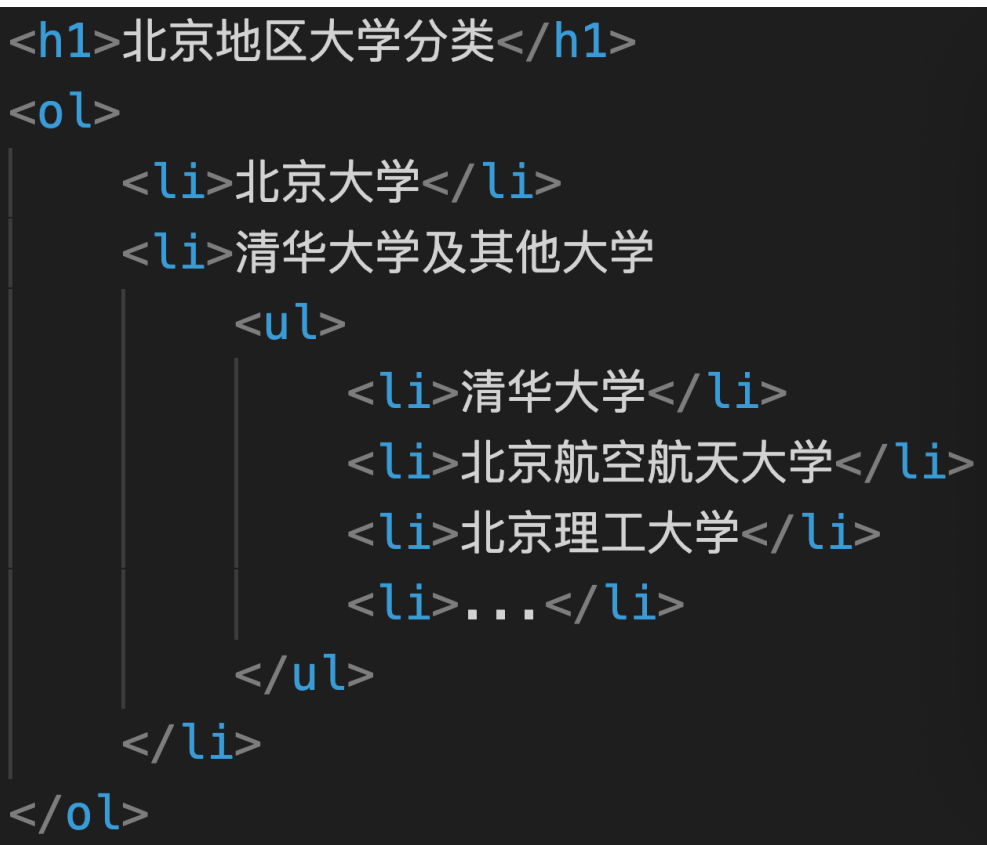 <h1>北京地区大学分类</h1>
<ol>
<li>北京大学</li>
<li>清华大学及其他大学
<ul>
<li>清华大学</li>
<li>北京航空航天大学</li>
<li>北京理工大学</li>
<li>...</li>
</ul>
</li>
</ol>